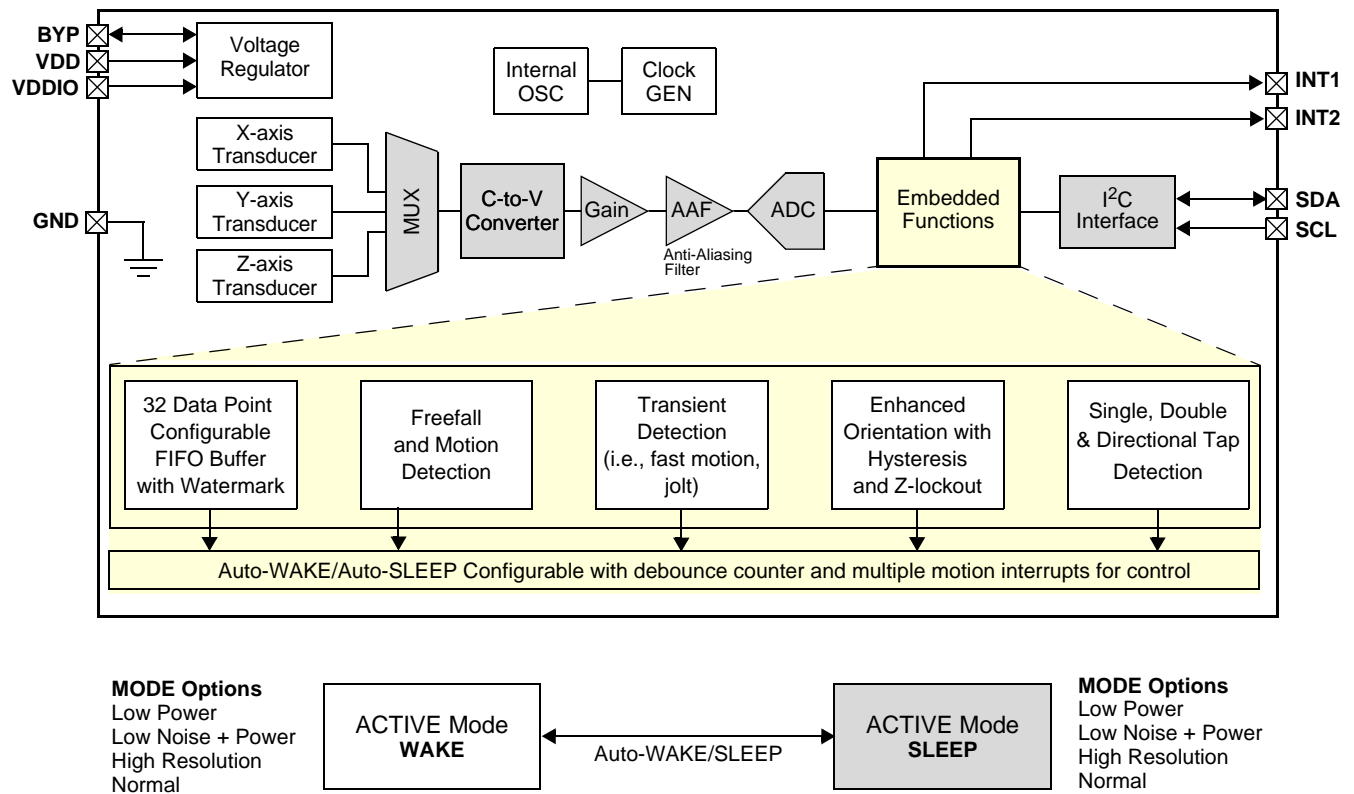 BYP
VDD
VDDIO
Voltage
Regulator
Internal
OSC
Clock
GEN
INT1
INT2
X-axis
Transducer
Y-axis
Transducer
Z-axis
Transducer
MUX
C-to-V
Converter
Gain
AAF
Anti-Aliasing
Filter
ADC
Embedded
Functions
I²C
Interface
SDA
SCL
GND
32 Data Point
Configurable
FIFO Buffer
with Watermark
Freefall
and Motion
Detection
Transient
Detection
(i.e., fast motion,
jolt)
Enhanced
Orientation with
Hysteresis
and Z-lockout
Single, Double
& Directional Tap
Detection
Auto-WAKE/Auto-SLEEP Configurable with debounce counter and multiple motion interrupts for control
MODE Options
Low Power
Low Noise + Power
High Resolution
Normal
ACTIVE Mode
WAKE
Auto-WAKE/SLEEP
ACTIVE Mode
SLEEP
MODE Options
Low Power
Low Noise + Power
High Resolution
Normal